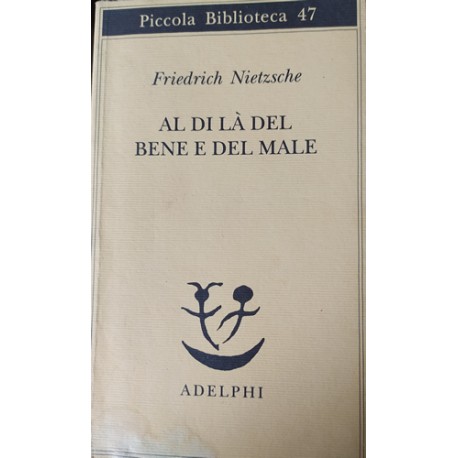 Piccola Biblioteca 47
Friedrich Nietzsche
AL DI LÀ DEL
BENE E DEL MALE
ADELPHI